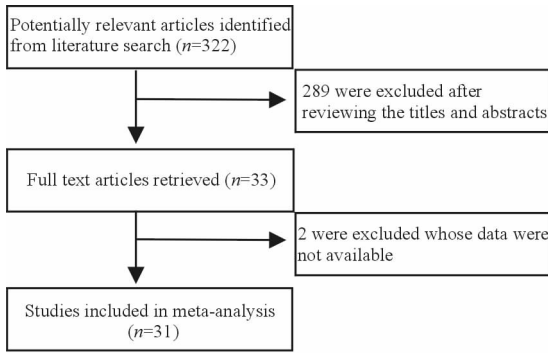 Potentially relevant articles identified
from literature search (n=322)
289 were excluded after
reviewing the titles and abstracts
Full text articles retrieved (n=33)
2 were excluded whose data were
not available
Studies included in meta-analysis
(n=31)